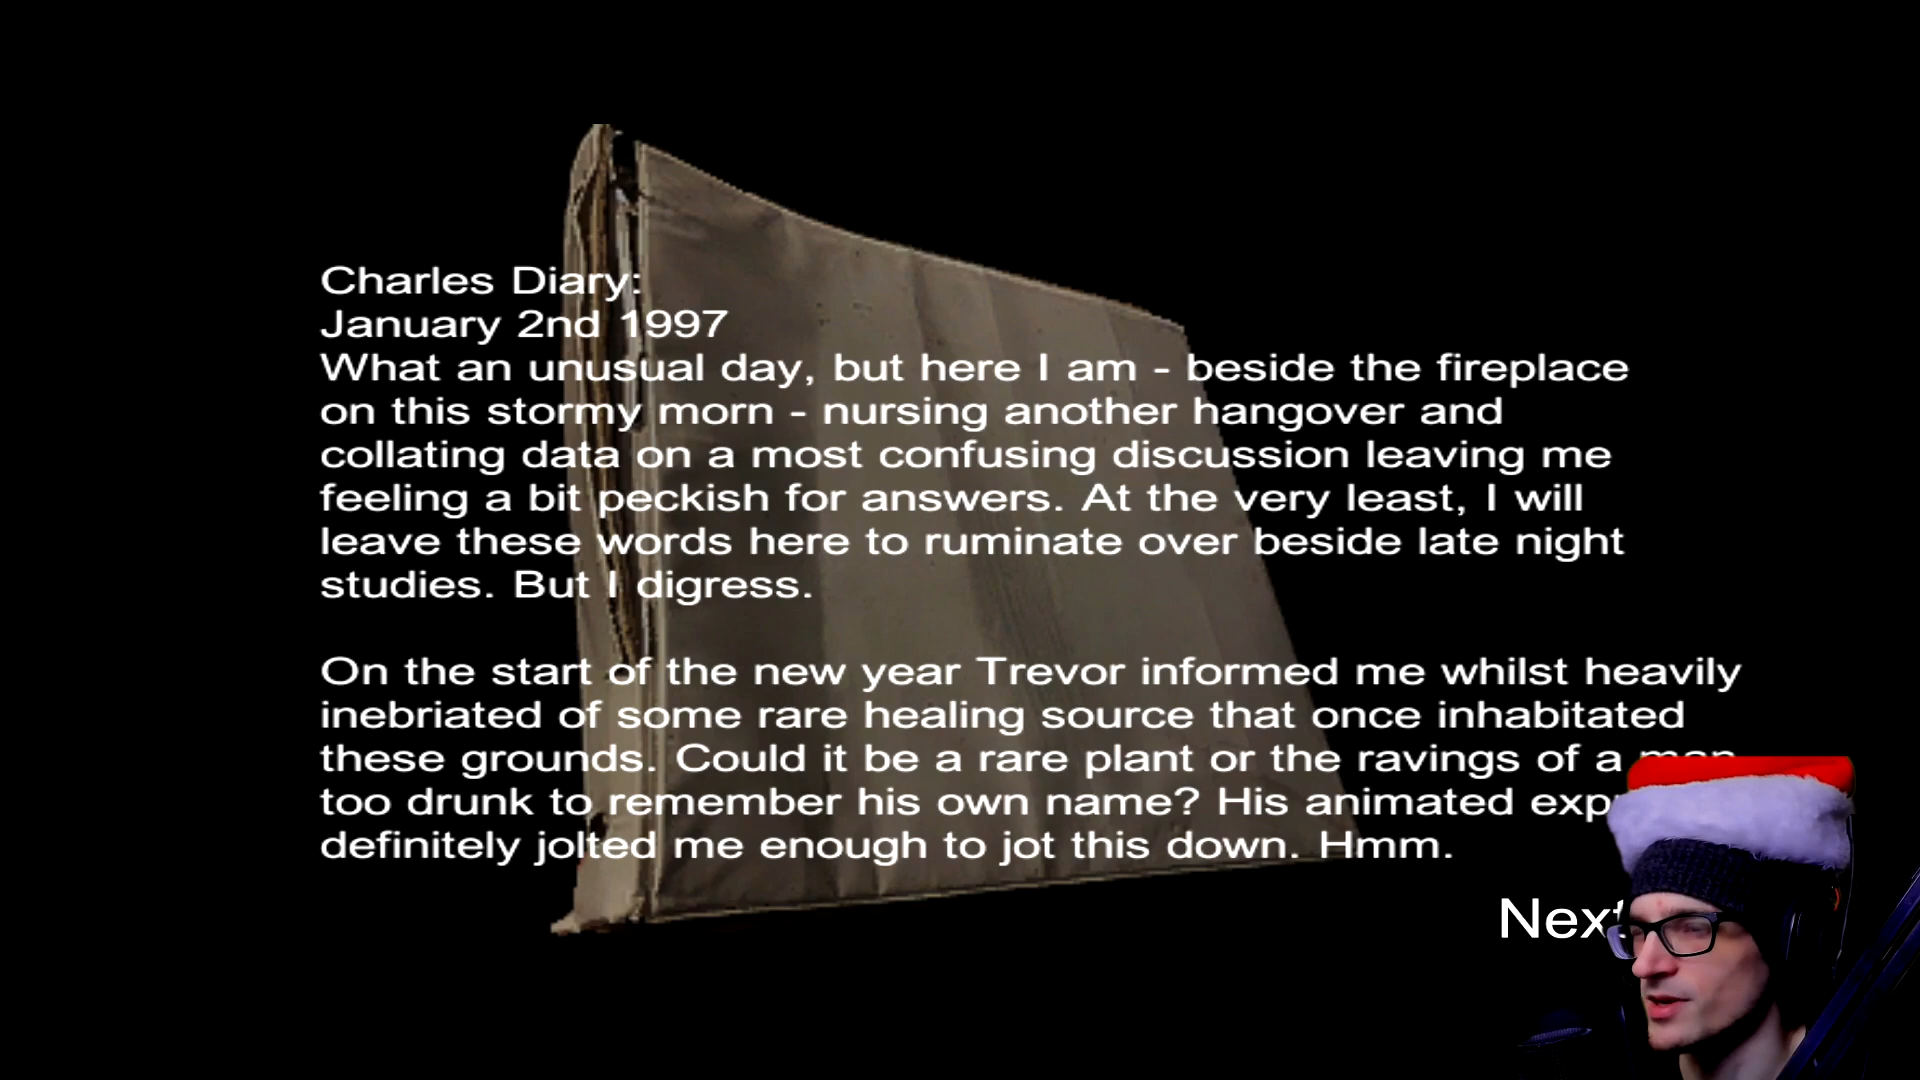 Charles Diary:
January 2nd 1997
What an unusual day, but here I am - beside the fireplace
on this stormy morn - nursing another hangover and
collating data on a most confusing discussion leaving me
feeling a bit peckish for answers. At the very least, I will
leave these words here to ruminate over beside late night
studies. But I digress.
On the start of the new year Trevor informed me whilst heavily
inebriated of some rare healing source that once inhabitated
these grounds. Could it be a rare plant or the ravings of a man
too drunk to remember his own name? His animated
definitely jolted me enough to jot this down. Hmm.
Next